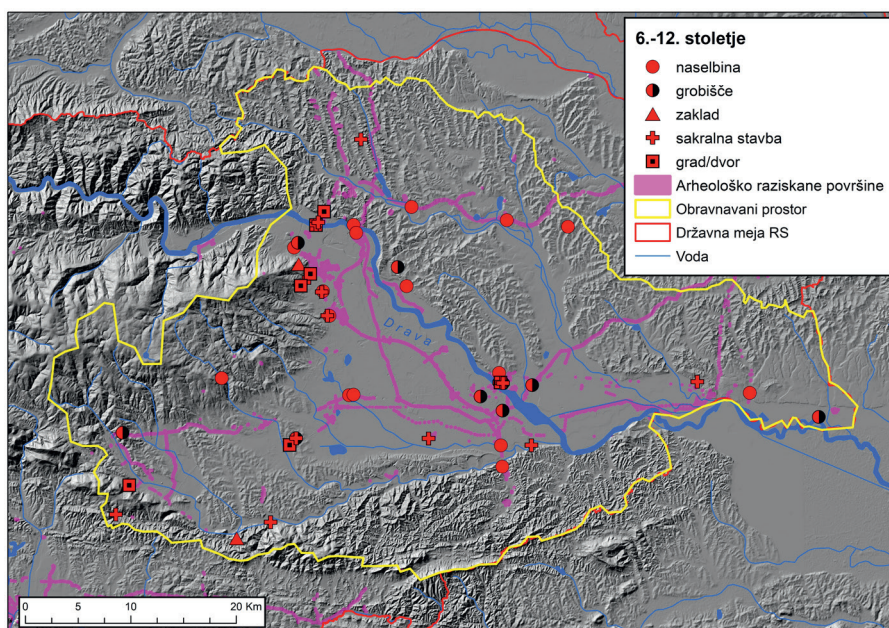 6.-12. stoletje
naselbina
grobišče
zaklad
sakralna stavba
grad/dvor
Arheološko raziskane površine
Obravnavani prostor
Državna meja RS
Voda
Drava
0 5 10 20 Km